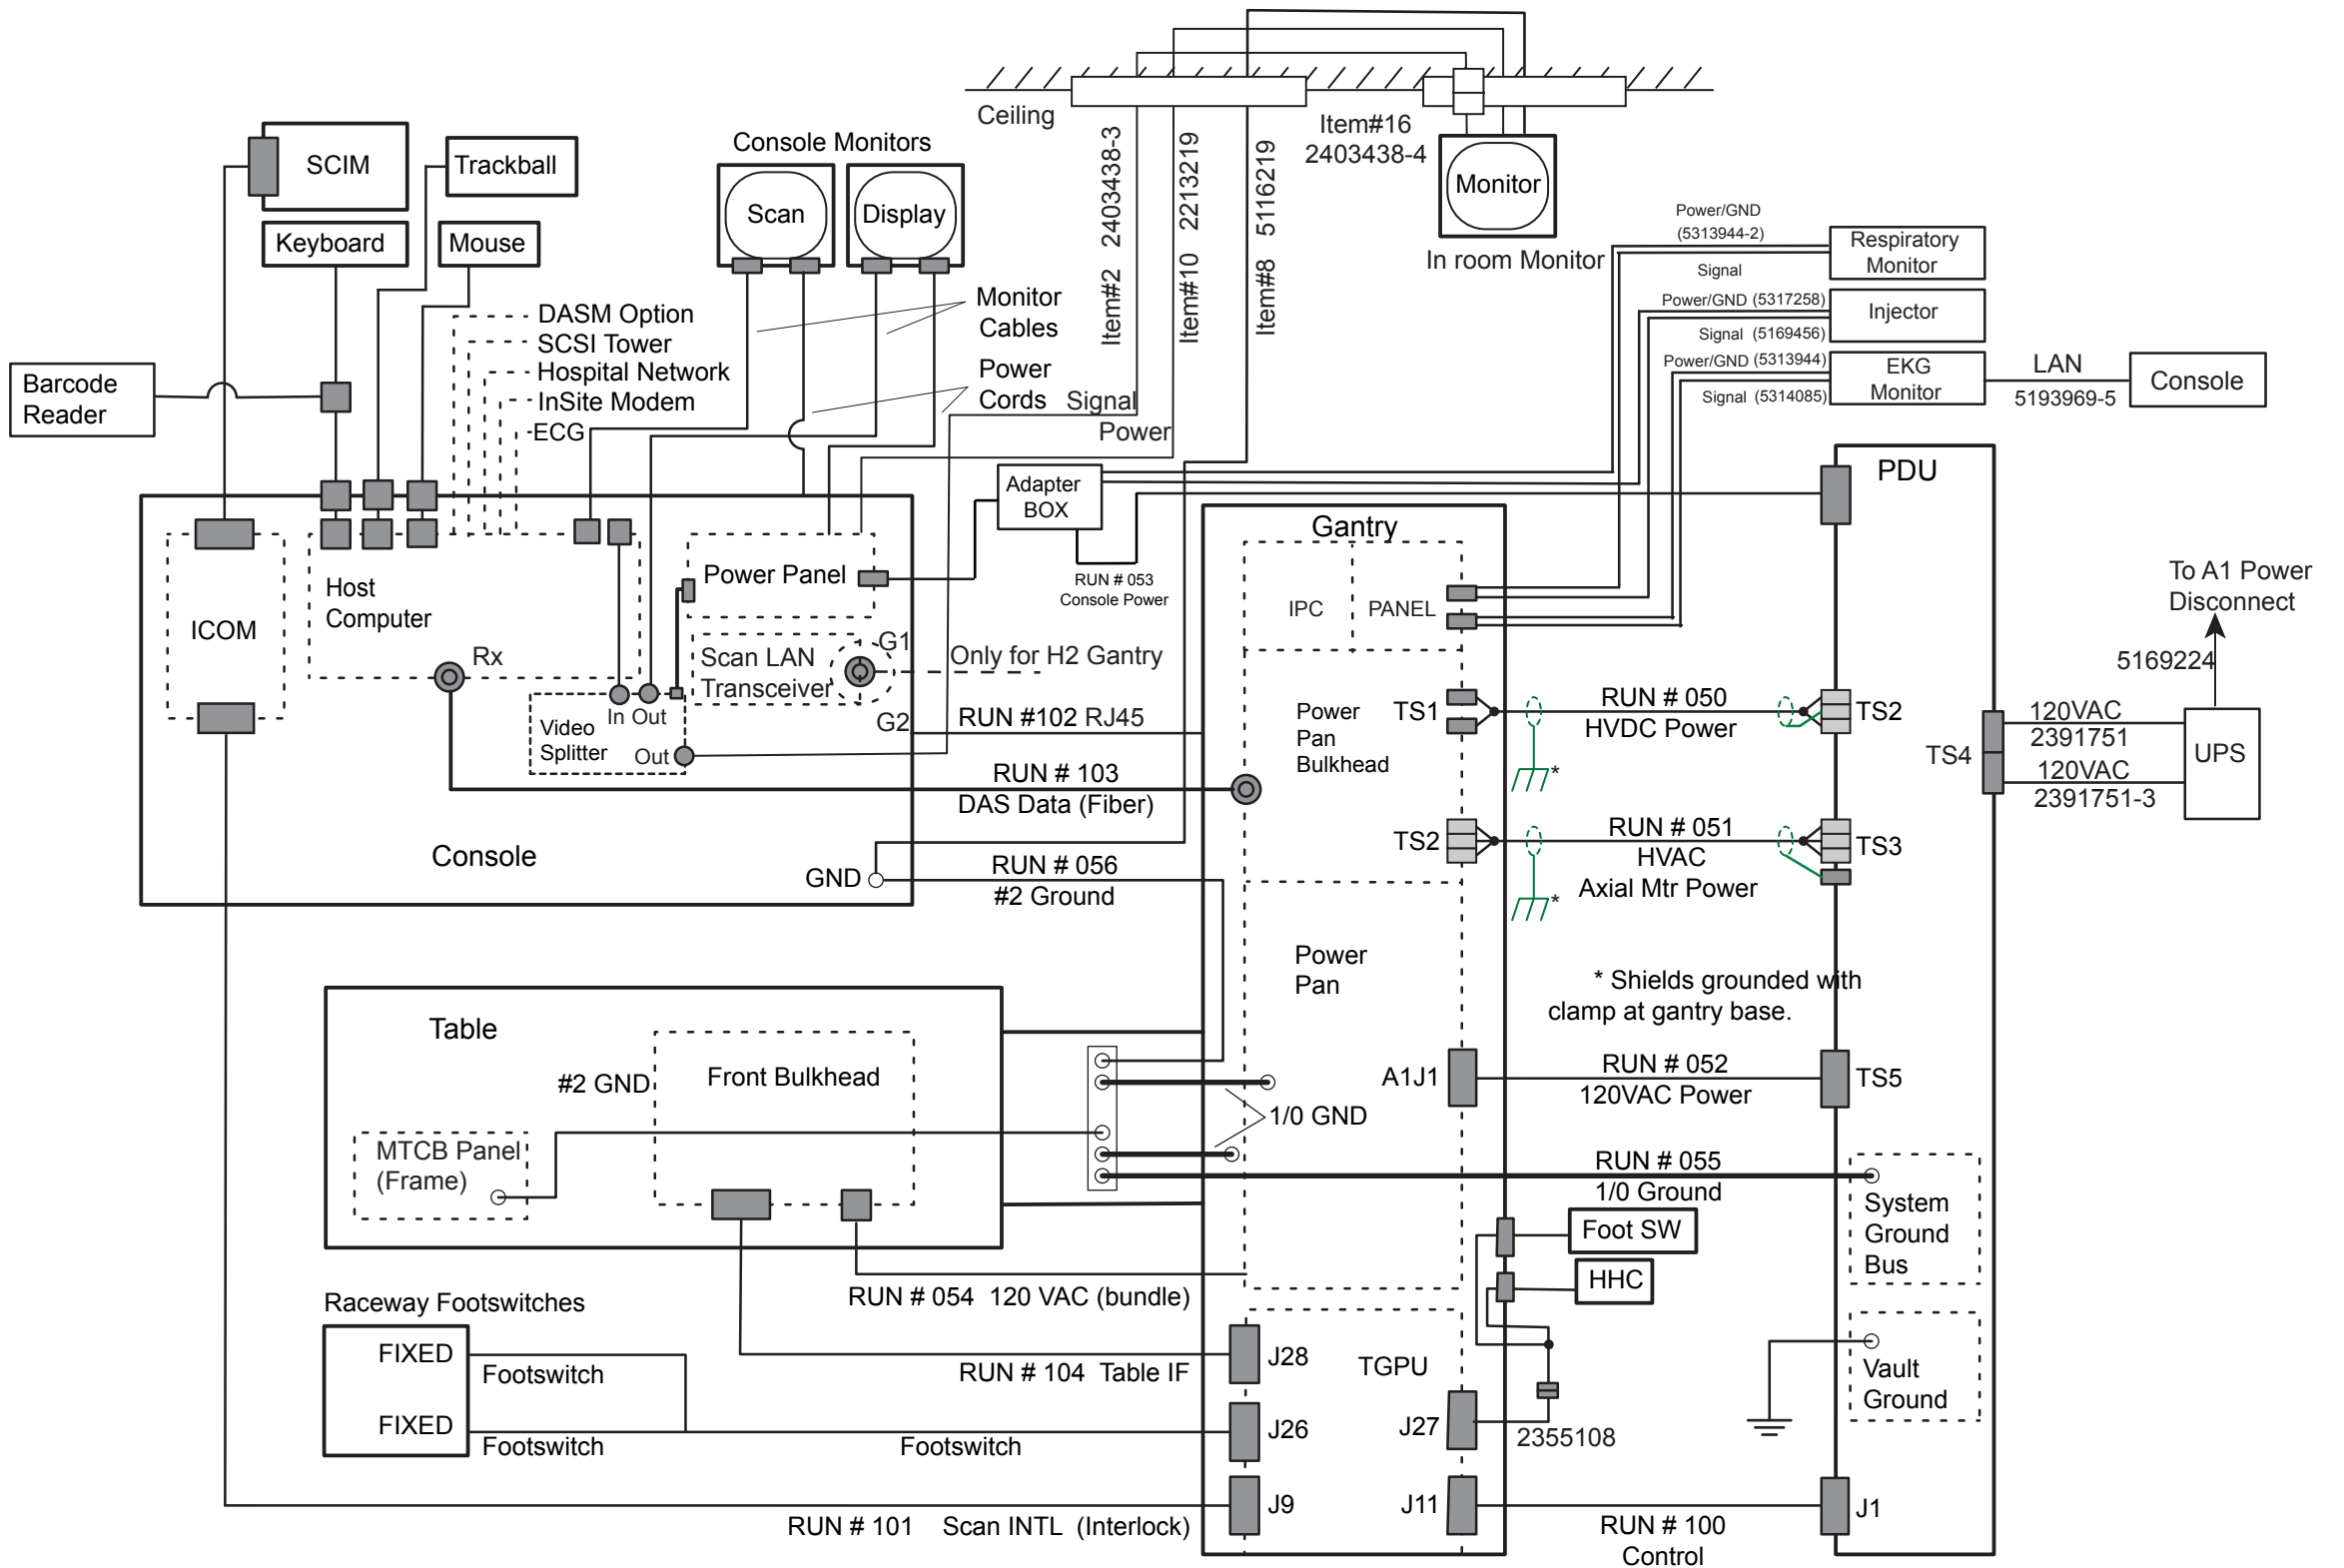 Ceiling
Item#2 2403438-3
Item#10 2213219
Item#8 5116219
Item#16
2403438-4
Monitor
In room Monitor
SCIM
Trackball
Keyboard
Mouse
Console Monitors
Scan
Display
DASM Option
SCSI Tower
Hospital Network
InSite Modem
ECG
Monitor
Cables
Power
Cords
Signal
Power
Barcode
Reader
Power/GND
(5313944-2)
Signal
Respiratory
Monitor
Power/GND (5317258)
Signal (5169456)
Injector
Power/GND (5313944)
Signal (5314085)
EKG
Monitor
LAN
5193969-5
Console
Adapter
BOX
RUN # 053
Console Power
PDU
Gantry
IPC
PANEL
ICOM
Host
Computer
Rx
Power Panel
Scan LAN
Transceiver
G1
G2
Only for H2 Gantry
In Out
Video
Splitter
Out
RUN #102 RJ45
RUN # 103
DAS Data (Fiber)
Console
GND
RUN # 056
#2 Ground
Power
Pan
Bulkhead
TS1
RUN # 050
HVDC Power
TS2
*
TS2
RUN # 051
HVAC
Axial Mtr Power
TS3
*
To A1 Power
Disconnect
5169224
TS4
120VAC
2391751
120VAC
2391751-3
UPS
Power
Pan
* Shields grounded with
clamp at gantry base.
Table
#2 GND
Front Bulkhead
MTCB Panel
(Frame)
1/0 GND
A1J1
RUN # 052
120VAC Power
TS5
RUN # 055
1/0 Ground
System
Ground
Bus
Foot SW
HHC
RUN # 054 120 VAC (bundle)
Raceway Footswitches
FIXED
Footswitch
FIXED
Footswitch
Footswitch
RUN # 104 Table IF
J28
TGPU
J26
J27
2355108
Vault
Ground
J9
J11
J1
RUN # 101 Scan INTL (Interlock)
RUN # 100
Control